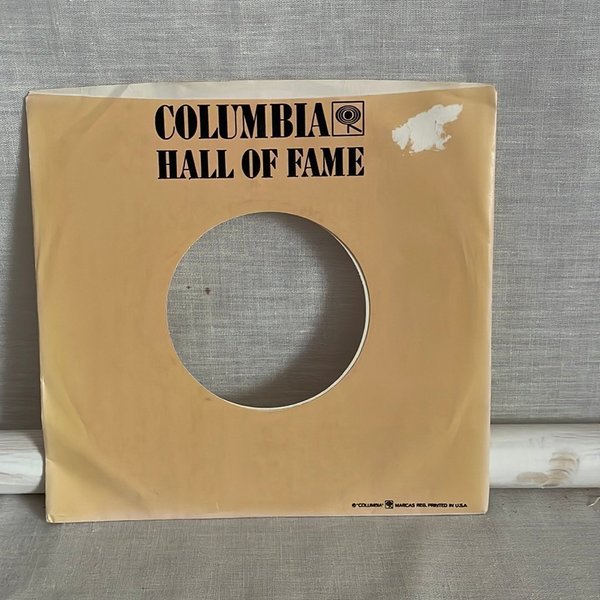 COLUMBIA
HALL OF FAME
® "COLUMBIA" MARCAS REG. PRINTED IN U.S.A.